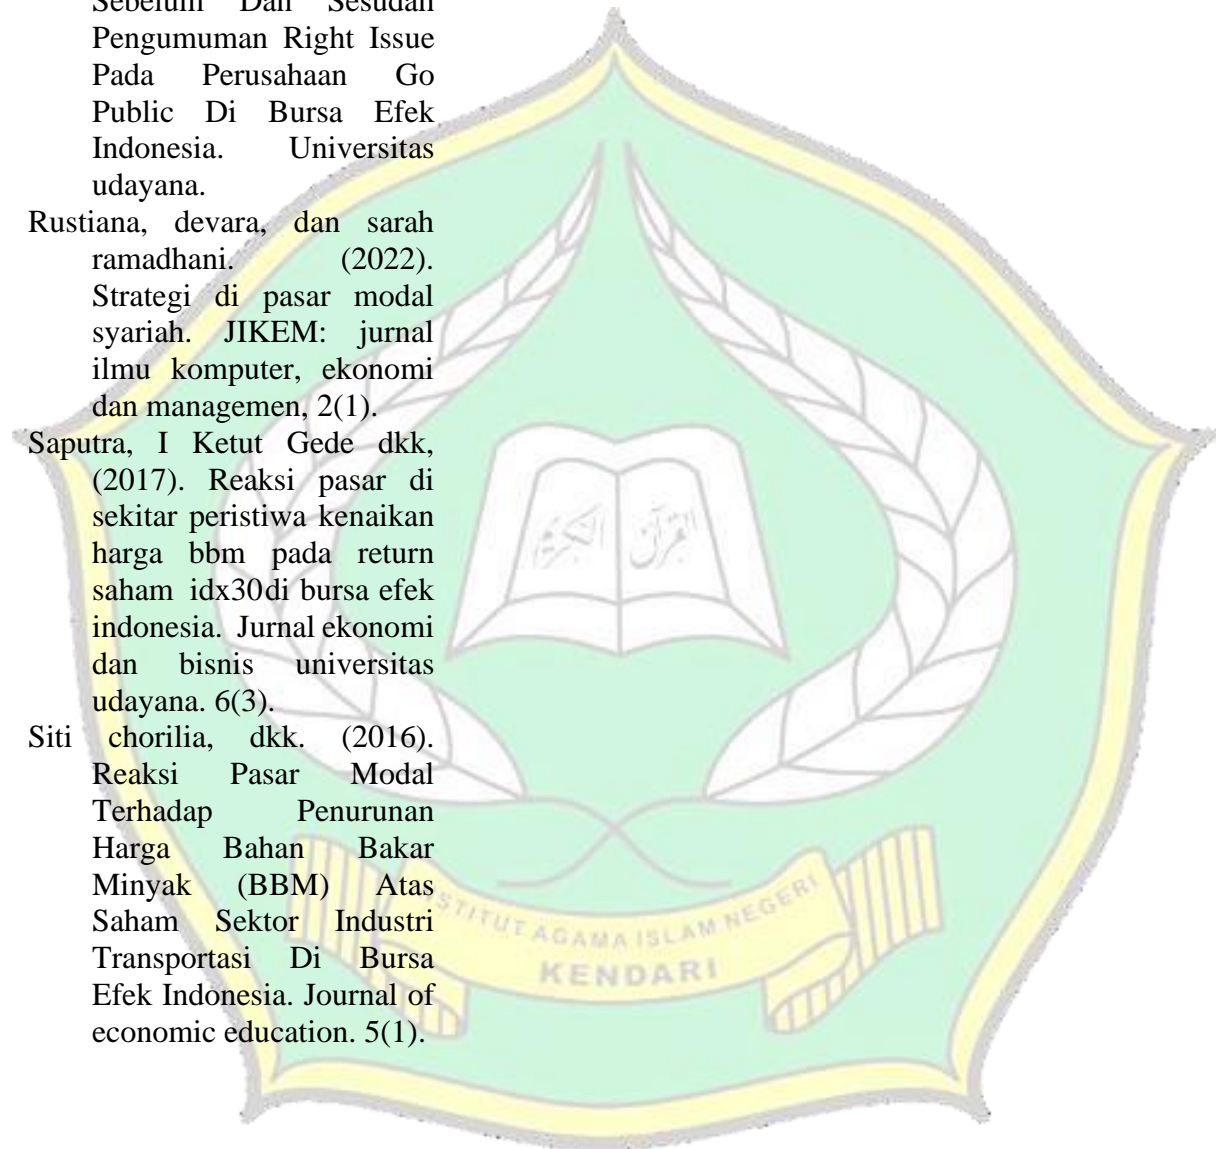 Sebelum Dan Sesudah
Pengumuman Right Issue
Pada Perusahaan Go
Public Di Bursa Efek
Indonesia. Universitas
udayana.
Rustiana, devara, dan sarah
ramadhani. (2022).
Strategi di pasar modal
syariah. JIKEM: jurnal
ilmu komputer, ekonomi
dan managemen, 2(1).
Saputra, I Ketut Gede dkk,
(2017). Reaksi pasar di
sekitar peristiwa kenaikan
harga bbm pada return
saham idx30di bursa efek
indonesia. Jurnal ekonomi
dan bisnis universitas
udayana. 6(3).
Siti chorilia, dkk. (2016).
Reaksi Pasar Modal
Terhadap Penurunan
Harga Bahan Bakar
Minyak (BBM) Atas
Saham Sektor Industri
Transportasi Di Bursa
Efek Indonesia. Journal of
economic education. 5(1).
القرآن الكريم
INSTITUT AGAMA ISLAM NEGERI
KENDARI